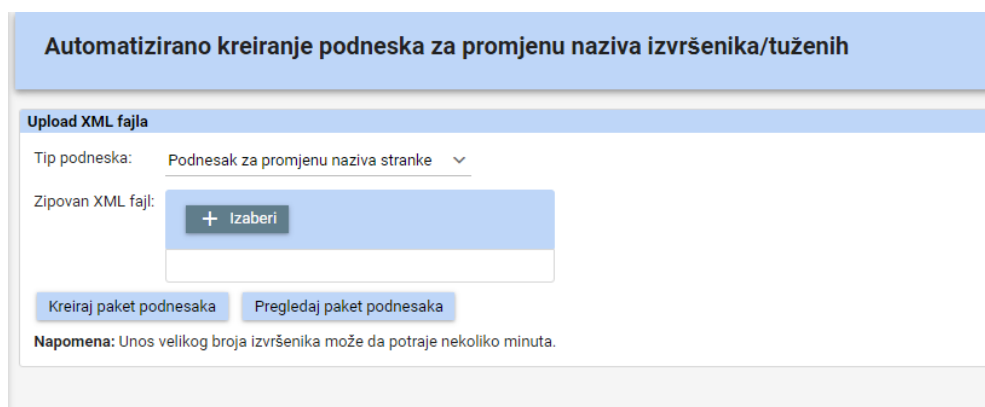 Automatizirano kreiranje podneska za promjenu naziva izvršenika/tuženih
Upload XML fajla
Tip podneska: Podnesak za promjenu naziva stranke
Zipovan XML fajl:
+ Izaberi
Kreiraj paket podnesaka Pregledaj paket podnesaka
Napomena: Unos velikog broja izvršenika može da potraje nekoliko minuta.